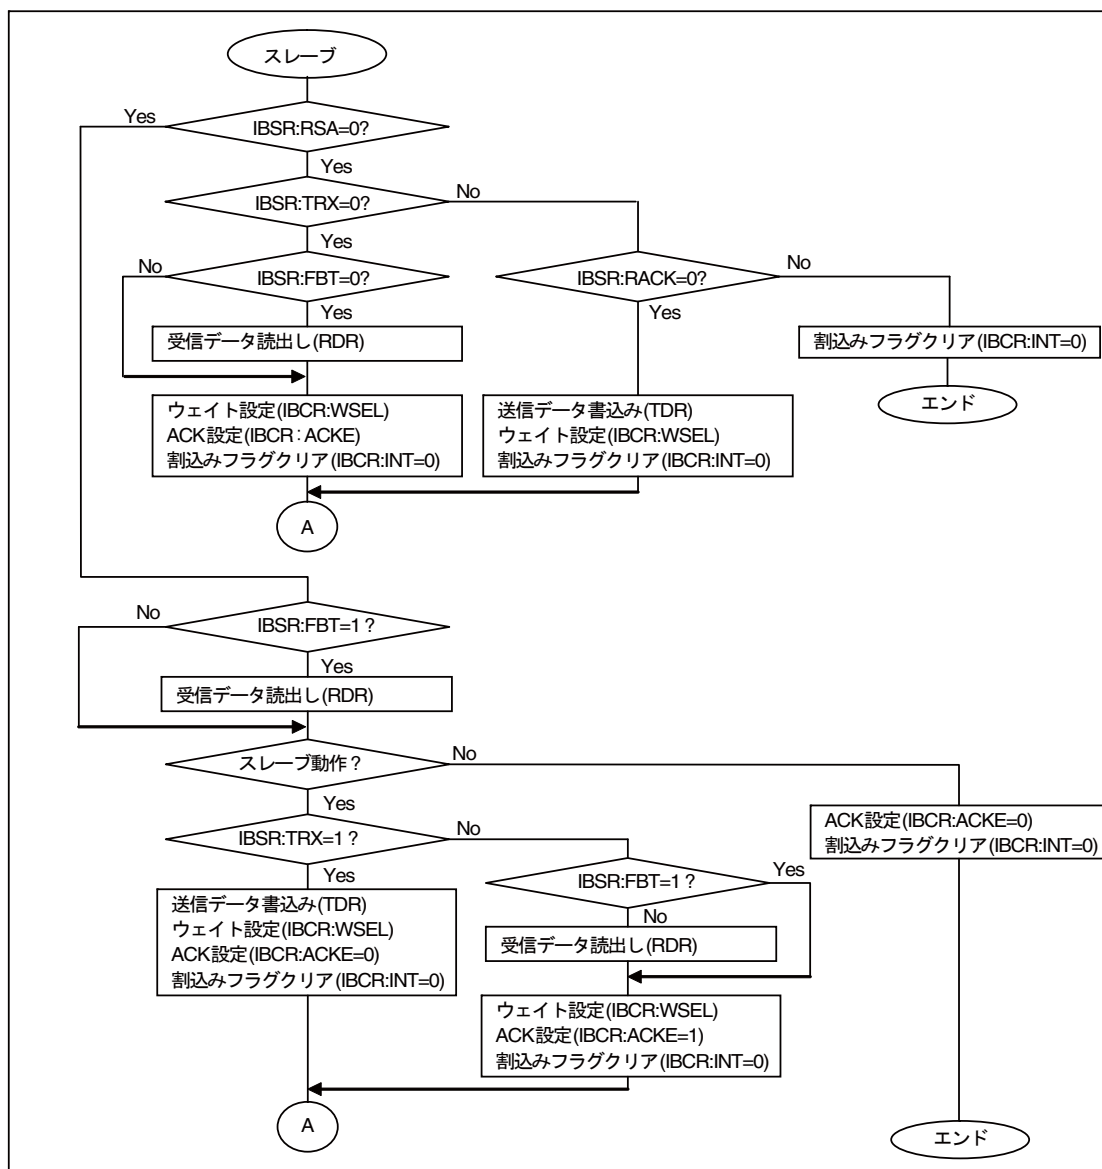 スレーブ
Yes
IBSR:RSA=0?
Yes
IBSR:TRX=0?
No
Yes
No
IBSR:FBT=0?
Yes
受信データ読出し(RDR)
IBSR:RACK=0?
No
Yes
割込みフラグクリア(IBCR:INT=0)
エンド
ウェイト設定(IBCR:WSEL)
ACK設定(IBCR：ACKE)
割込みフラグクリア(IBCR:INT=0)
送信データ書込み(TDR)
ウェイト設定(IBCR:WSEL)
割込みフラグクリア(IBCR:INT=0)
A
No
IBSR:FBT=1？
Yes
受信データ読出し(RDR)
スレーブ動作？
No
Yes
IBSR:TRX=1？
No
Yes
ACK設定(IBCR:ACKE=0)
割込みフラグクリア(IBCR:INT=0)
IBSR:FBT=1？
Yes
No
受信データ読出し(RDR)
送信データ書込み(TDR)
ウェイト設定(IBCR:WSEL)
ACK設定(IBCR:ACKE=0)
割込みフラグクリア(IBCR:INT=0)
ウェイト設定(IBCR:WSEL)
ACK設定(IBCR:ACKE=1)
割込みフラグクリア(IBCR:INT=0)
A
エンド